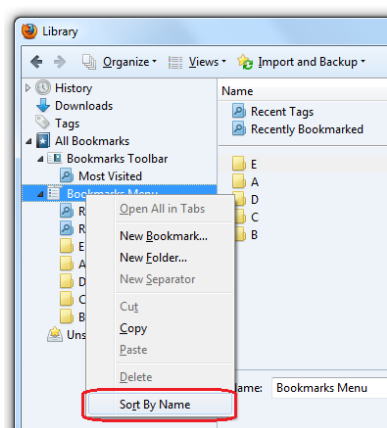 Library
Organize
Views
Import and Backup
History
Downloads
Tags
All Bookmarks
Bookmarks Toolbar
Most Visited
Bookmarks Menu
R
R
E
A
D
C
B
Uns
Name
Recent Tags
Recently Bookmarked
E
A
D
C
B
Open All in Tabs
New Bookmark...
New Folder...
New Separator
Cut
Copy
Paste
Delete
Sort By Name
ame: Bookmarks Menu